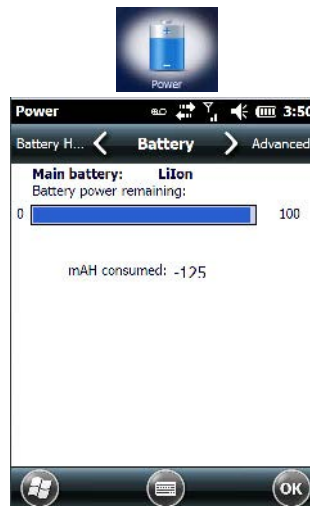 Power
Power 3:50
Battery H... Battery Advanced
Main battery: LiIon
Battery power remaining:
0 100
mAH consumed: -125
OK